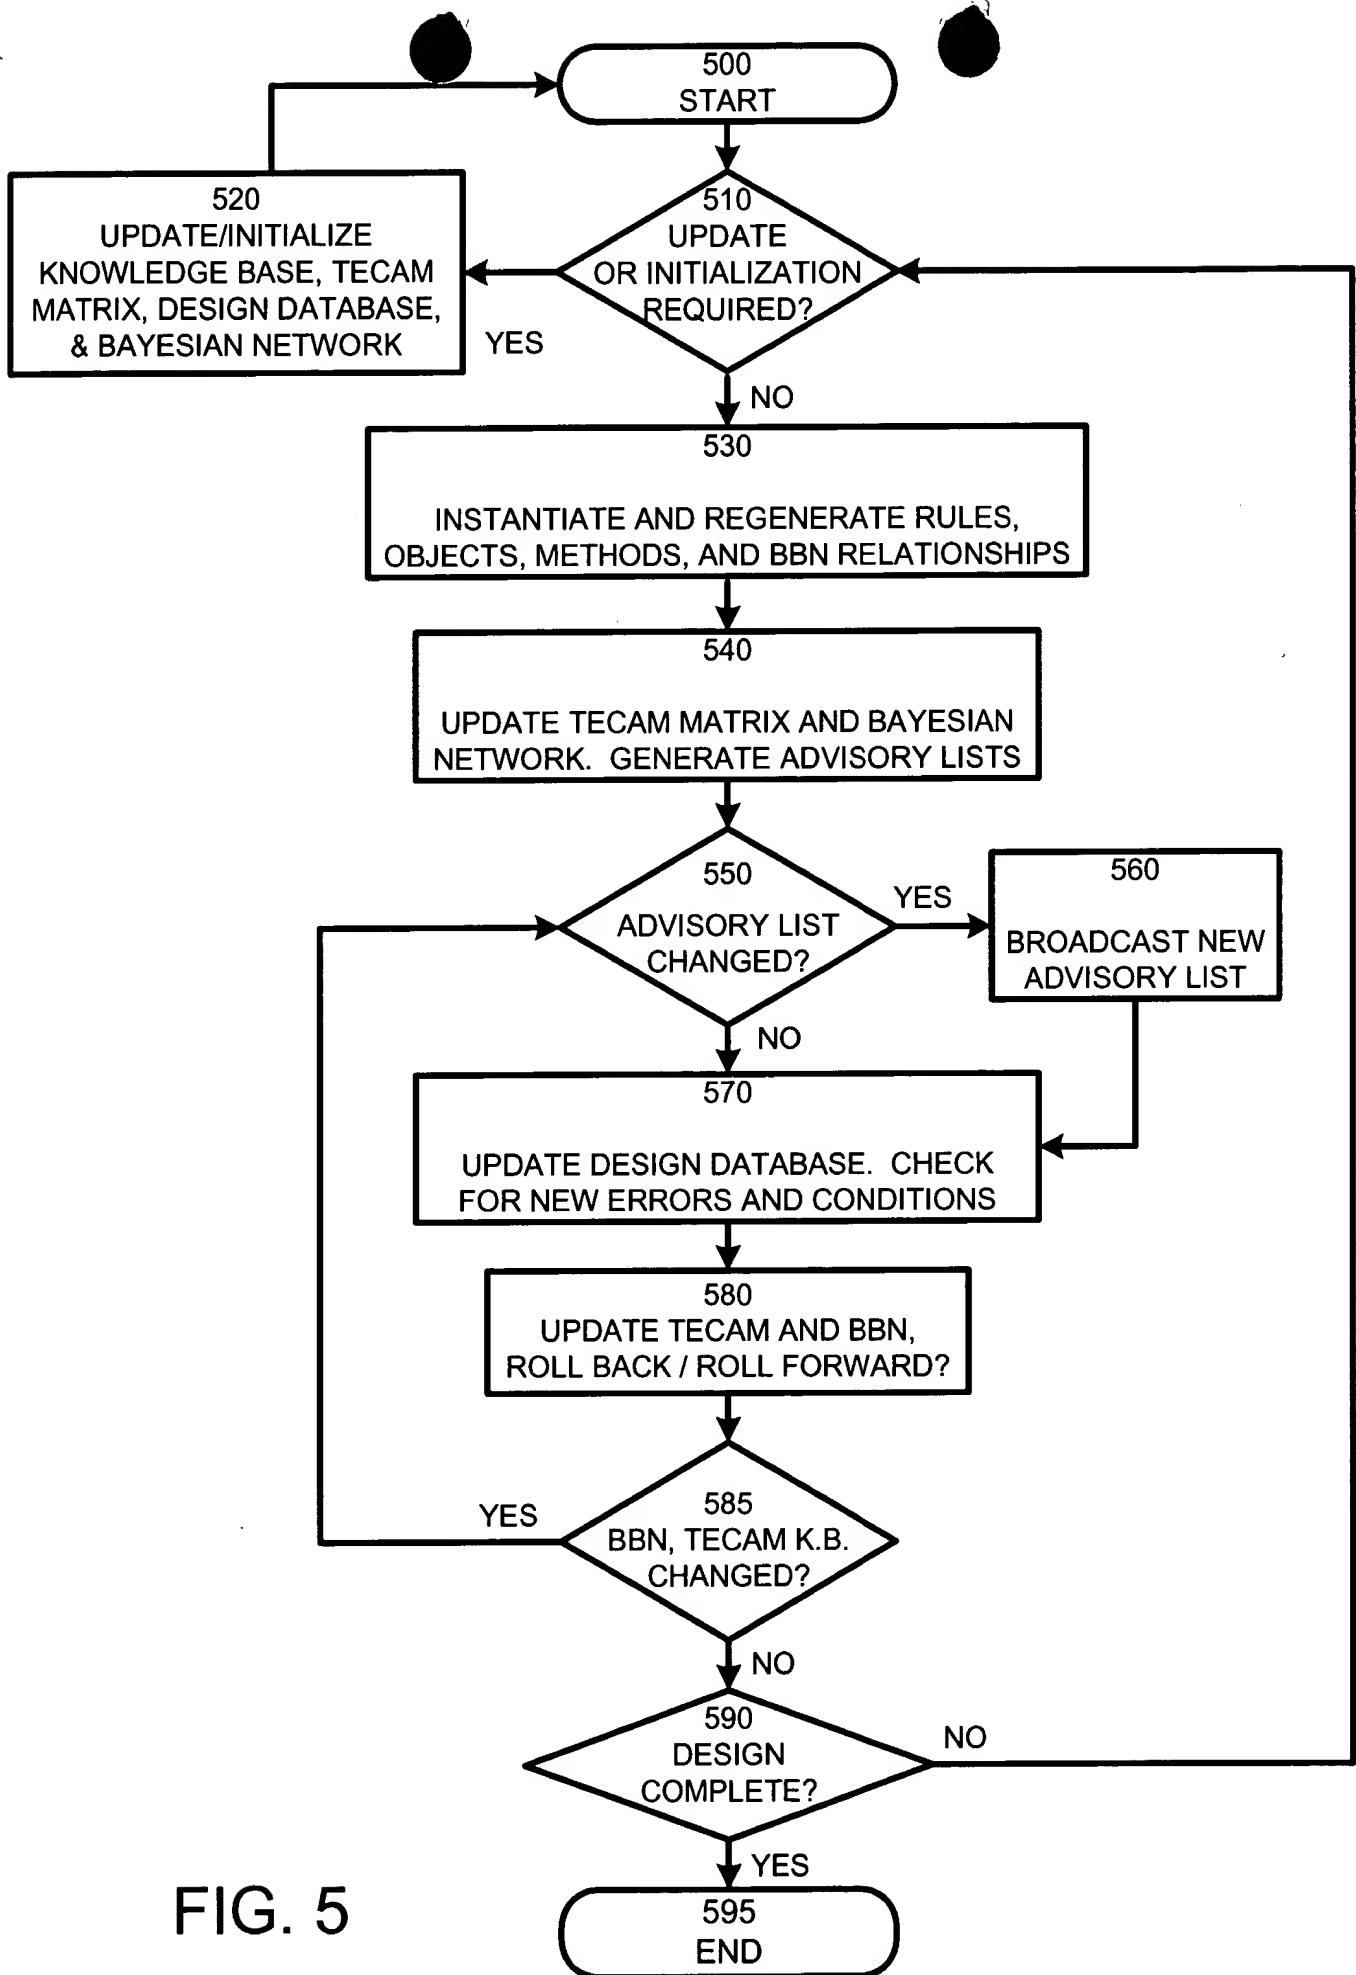 500
START
510
UPDATE
OR INITIALIZATION
REQUIRED?
520
UPDATE/INITIALIZE
KNOWLEDGE BASE, TECAM
MATRIX, DESIGN DATABASE,
& BAYESIAN NETWORK
YES
NO
530
INSTANTIATE AND REGENERATE RULES,
OBJECTS, METHODS, AND BBN RELATIONSHIPS
540
UPDATE TECAM MATRIX AND BAYESIAN
NETWORK. GENERATE ADVISORY LISTS
550
ADVISORY LIST
CHANGED?
YES
560
BROADCAST NEW
ADVISORY LIST
NO
570
UPDATE DESIGN DATABASE. CHECK
FOR NEW ERRORS AND CONDITIONS
580
UPDATE TECAM AND BBN,
ROLL BACK / ROLL FORWARD?
585
BBN, TECAM K.B.
CHANGED?
YES
NO
590
DESIGN
COMPLETE?
NO
YES
595
END
FIG. 5